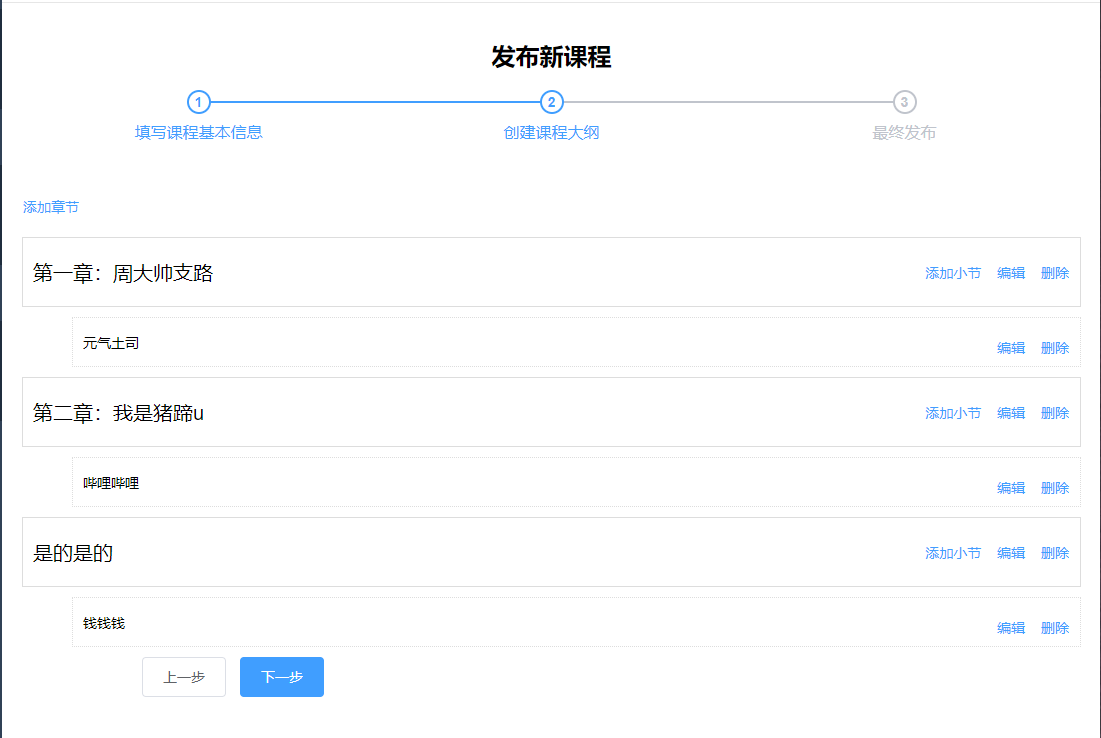 发布新课程
1 2 3
填写课程基本信息 创建课程大纲 最终发布
添加章节
第一章：周大帅支路 添加小节 编辑 删除
元气土司 编辑 删除
第二章：我是猪蹄u 添加小节 编辑 删除
哔哩哔哩 编辑 删除
是的是的 添加小节 编辑 删除
钱钱钱 编辑 删除
上一步 下一步